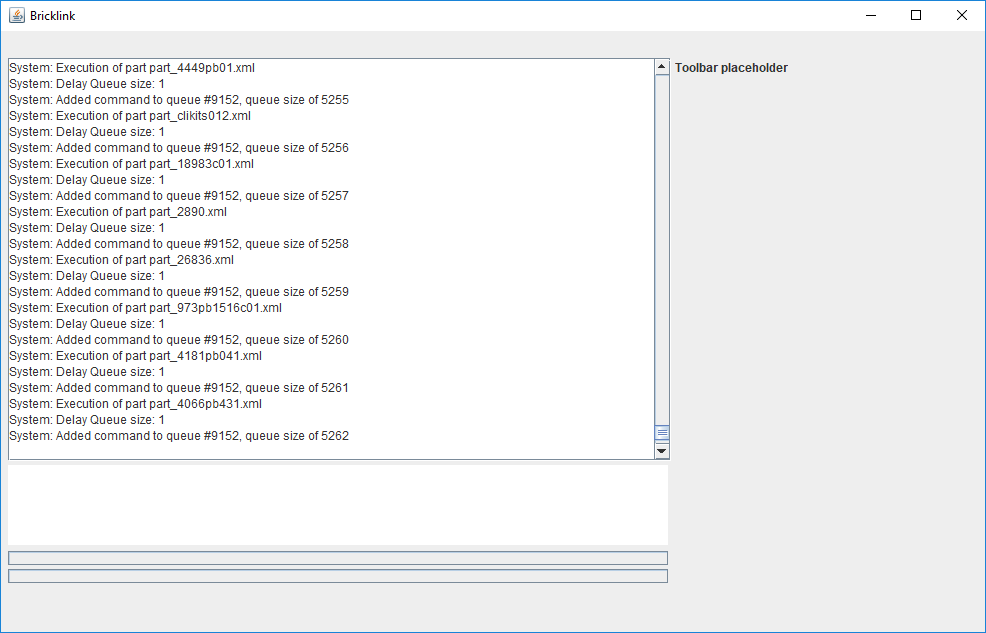 Bricklink
System: Execution of part part_4449pb01.xml
System: Delay Queue size: 1
System: Added command to queue #9152, queue size of 5255
System: Execution of part part_clikits012.xml
System: Delay Queue size: 1
System: Added command to queue #9152, queue size of 5256
System: Execution of part part_18983c01.xml
System: Delay Queue size: 1
System: Added command to queue #9152, queue size of 5257
System: Execution of part part_2890.xml
System: Delay Queue size: 1
System: Added command to queue #9152, queue size of 5258
System: Execution of part part_26836.xml
System: Delay Queue size: 1
System: Added command to queue #9152, queue size of 5259
System: Execution of part part_973pb1516c01.xml
System: Delay Queue size: 1
System: Added command to queue #9152, queue size of 5260
System: Execution of part part_4181pb041.xml
System: Delay Queue size: 1
System: Added command to queue #9152, queue size of 5261
System: Execution of part part_4066pb431.xml
System: Delay Queue size: 1
System: Added command to queue #9152, queue size of 5262
Toolbar placeholder